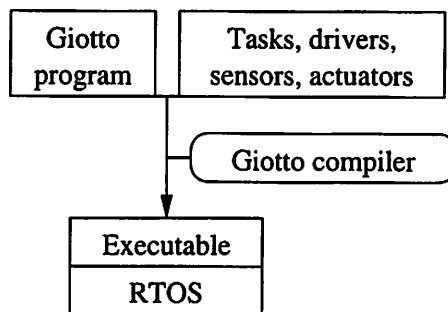 Giotto
program
Tasks, drivers,
sensors, actuators
Giotto compiler
Executable
RTOS